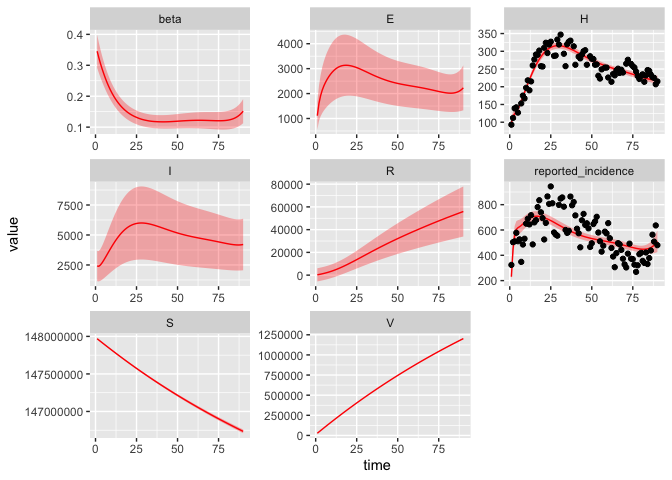 beta
E
H
0.4
0.3
0.2
0.1
4000
3000
2000
1000
350
300
250
200
150
100
0 25 50 75
0 25 50 75
0 25 50 75
I
R
reported_incidence
7500
5000
2500
80000
60000
40000
20000
0
800
600
400
200
0 25 50 75
0 25 50 75
0 25 50 75
S
V
148000000
147500000
147000000
1250000
1000000
750000
500000
250000
0
0 25 50 75
0 25 50 75
value
time